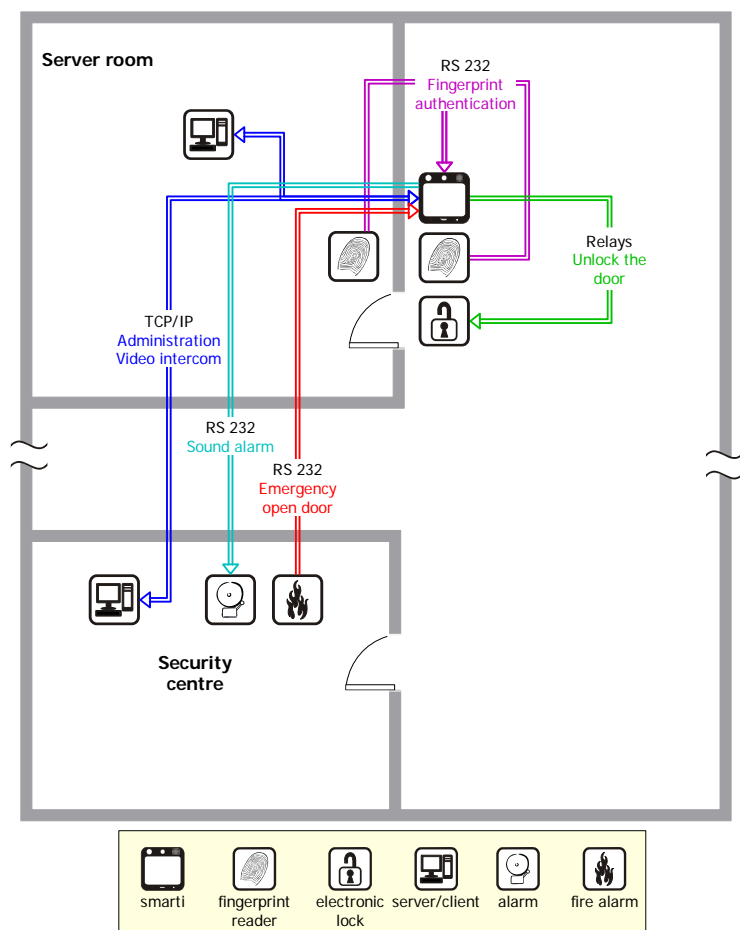 Server room
RS 232
Fingerprint
authentication
Relays
Unlock the
door
TCP/IP
Administration
Video intercom
RS 232
Sound alarm
RS 232
Emergency
open door
Security
centre
smarti
fingerprint
reader
electronic
lock
server/client
alarm
fire alarm